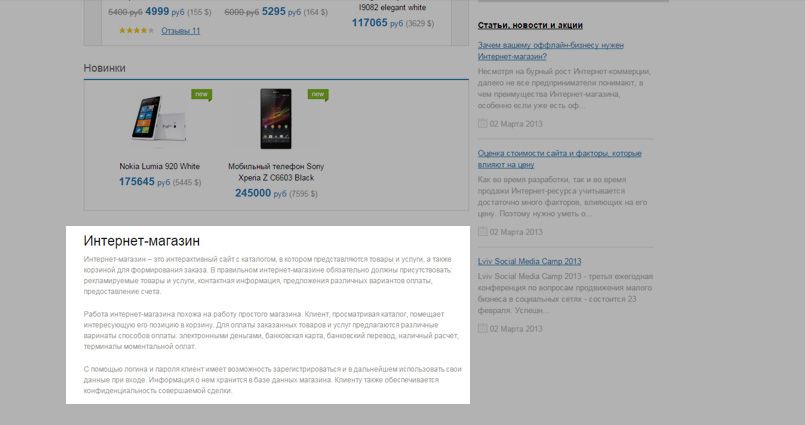 5400 руб 4999 руб (155 $)
6000 руб 5295 руб (164 $)
I9082 elegant white
117065 руб (3629 $)
Отзывы 11
Новинки
new
new
Nokia Lumia 920 White
175645 руб (5445 $)
Мобильный телефон Sony
Xperia Z C6603 Black
245000 руб (7595 $)
Интернет-магазин
Интернет-магазин – это интерактивный сайт с каталогом, в котором представляются товары и услуги, а также
корзиной для формирования заказа. В правильном интернет-магазине обязательно должны присутствовать:
рекламируемые товары и услуги, контактная информация, предложения различных вариантов оплаты,
предоставление счета.
Работа интернет-магазина похожа на работу простого магазина. Клиент, просматривая каталог, помещает
интересующую его позицию в корзину. Для оплаты заказанных товаров и услуг предлагаются различные
варинаты способов оплаты: электронными деньгами, банковская карта, банковский перевод, наличный расчёт,
терминалы моментальной оплат.
С помощью логина и пароля клиент имеет возможность зарегистрироваться и в дальнейшем использовать свои
данные при входе. Информация о нем хранится в базе данных магазина. Клиенту также обеспечивается
конфиденциальность совершаемой сделки.
Статьи, новости и акции
Зачем вашему оффлайн-бизнесу нужен
Интернет-магазин?
Несмотря на бурный рост Интернет-коммерции,
далеко не все предприниматели понимают, в
чем преимущества Интернет-магазина,
особенно если уже есть оф...
02 Марта 2013
Оценка стоимости сайта и факторы, которые
влияют на цену
Как во время разработки, так и во время
продажи Интернет-ресурса учитывается
достаточно много факторов, влияющих на его
цену. Поэтому нужно уметь о...
02 Марта 2013
Lviv Social Media Camp 2013
Lviv Social Media Camp 2013 - третья ежегодная
конференция по вопросам продвижения малого
бизнеса в социальных сетях - состоится 23
февраля. Успешн...
02 Марта 2013